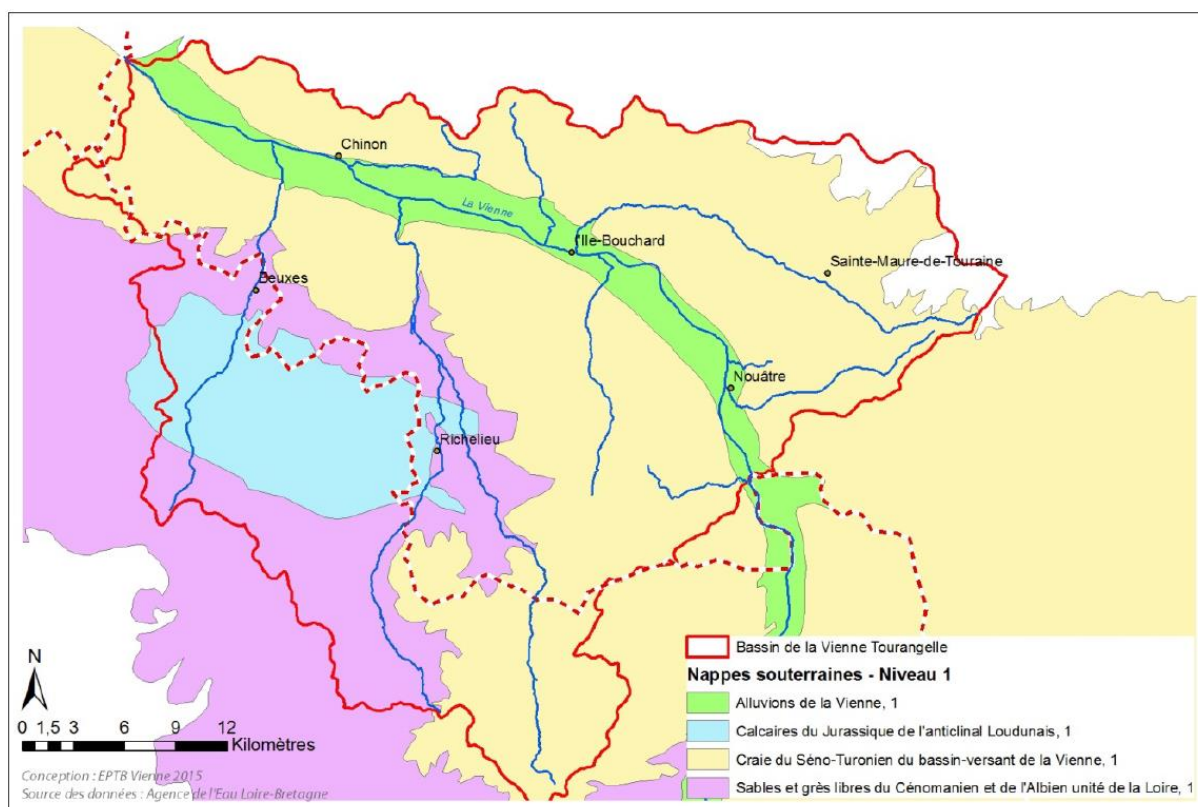 Chinon
La Vienne
l'Ile-Bouchard
Sainte-Maure-de-Touraine
Beuxes
Nouâtre
Richelieu
N
0 1,5 3 6 9 12
Kilomètres
Conception : EPTB Vienne 2015
Source des données : Agence de l'Eau Loire-Bretagne
Bassin de la Vienne Tourangelle
Nappes souterraines - Niveau 1
Alluvions de la Vienne, 1
Calcaires du Jurassique de l'anticlinal Loudunais, 1
Craie du Séno-Turonien du bassin-versant de la Vienne, 1
Sables et grès libres du Cénomanien et de l'Albien unité de la Loire, 1